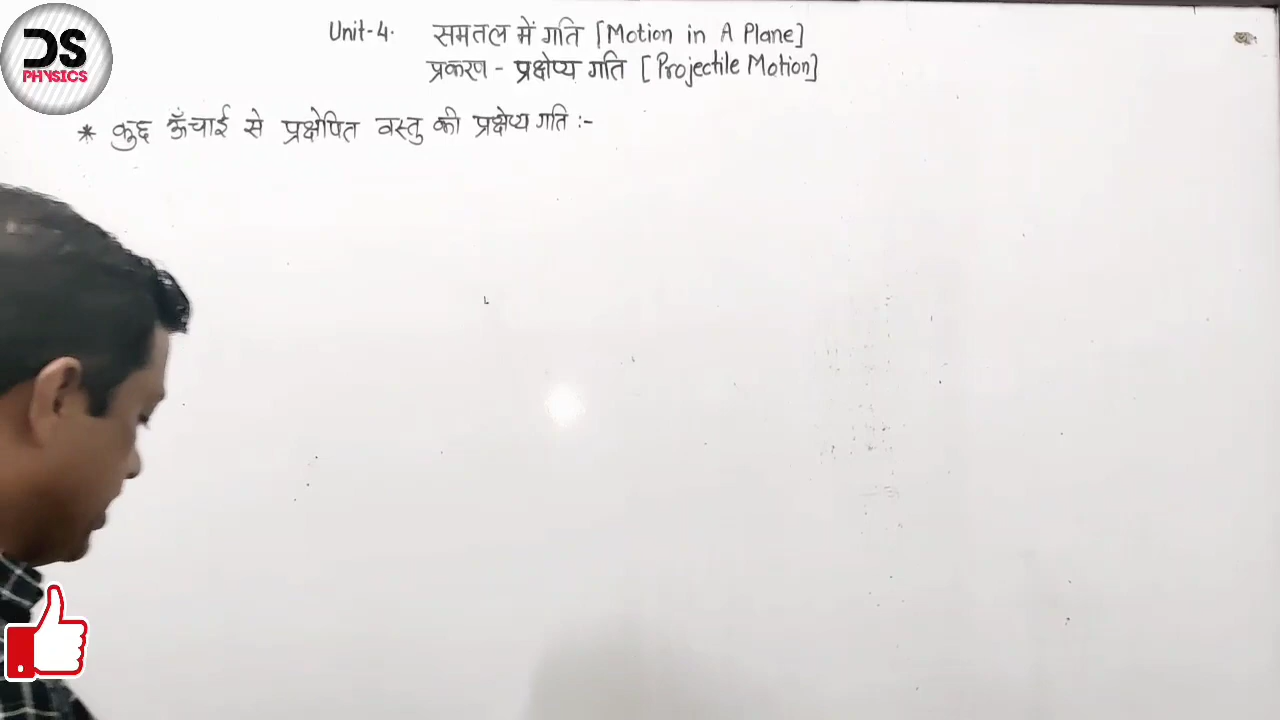 DS
PHYSICS
Unit-4. समतल में गति [Motion in A Plane]
प्रकरण - प्रक्षेप्य गति [Projectile Motion]
* कुछ ऊँचाई से प्रक्षेपित वस्तु की प्रक्षेप्य गति :-